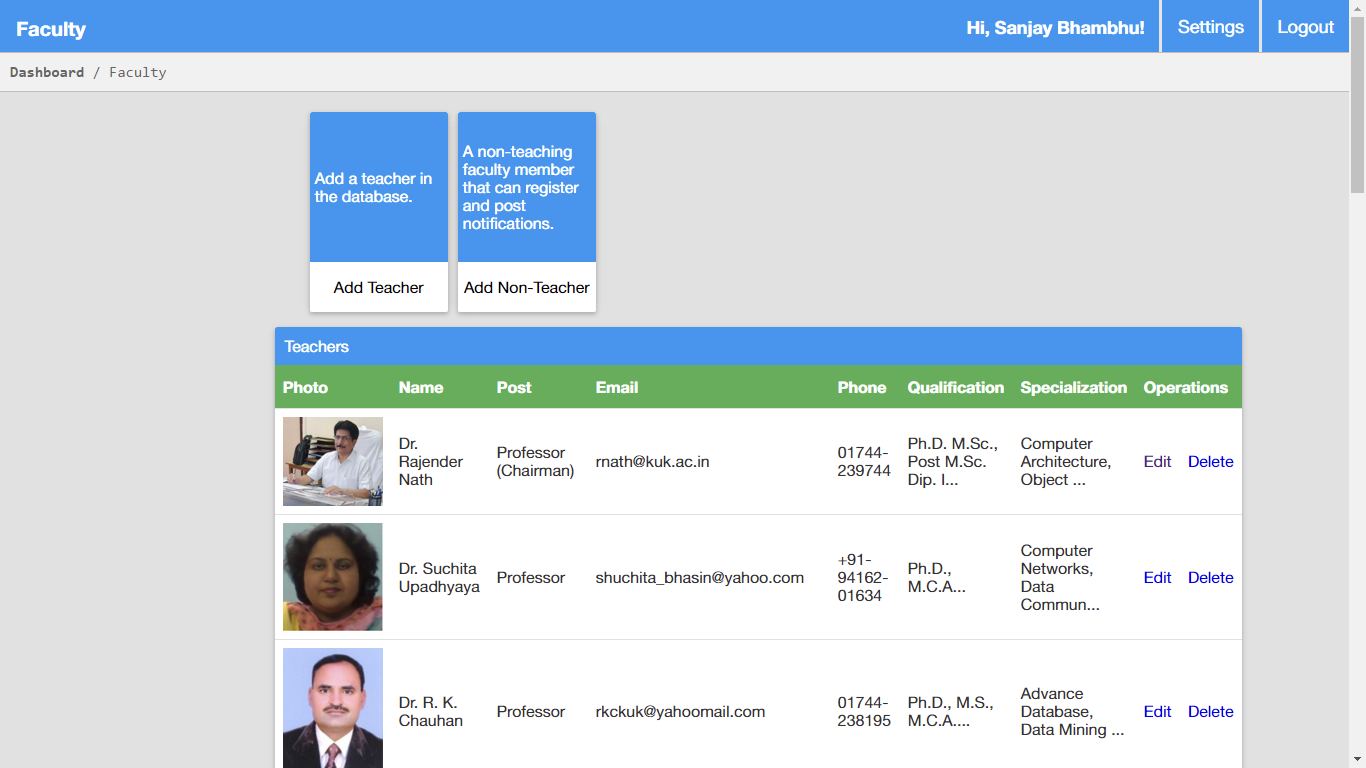 Faculty
Hi, Sanjay Bhambhu!
Settings
Logout
Dashboard / Faculty
Add a teacher in
the database.
Add Teacher
A non-teaching
faculty member
that can register
and post
notifications.
Add Non-Teacher
Teachers
Photo Name Post Email Phone Qualification Specialization Operations
Dr.
Rajender
Nath
Professor
(Chairman)
rnath@kuk.ac.in
01744-
239744
Ph.D. M.Sc.,
Post M.Sc.
Dip. I...
Computer
Architecture,
Object ...
Edit Delete
Dr. Suchita
Upadhyaya
Professor
shuchita_bhasin@yahoo.com
+91-
94162-
01634
Ph.D.,
M.C.A...
Computer
Networks,
Data
Commun...
Edit Delete
Dr. R. K.
Chauhan
Professor
rkckuk@yahoomail.com
01744-
238195
Ph.D., M.S.,
M.C.A....
Advance
Database,
Data Mining ...
Edit Delete